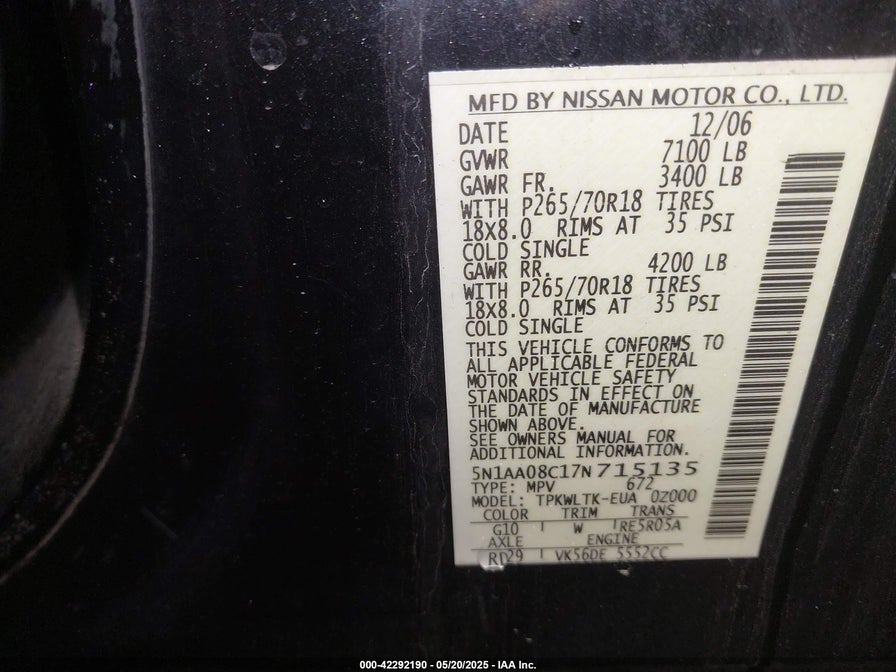 MFD BY NISSAN MOTOR CO., LTD.
DATE 12/06
GVWR 7100 LB
GAWR FR. 3400 LB
WITH P265/70R18 TIRES
18X8.0 RIMS AT 35 PSI
COLD SINGLE
GAWR RR. 4200 LB
WITH P265/70R18 TIRES
18X8.0 RIMS AT 35 PSI
COLD SINGLE
THIS VEHICLE CONFORMS TO
ALL APPLICABLE FEDERAL
MOTOR VEHICLE SAFETY
STANDARDS IN EFFECT ON
THE DATE OF MANUFACTURE
SHOWN ABOVE.
SEE OWNERS MANUAL FOR
ADDITIONAL INFORMATION.
5N1AA08C17N715135
TYPE: MPV 672
MODEL: TPKWLTK-EUA 0Z000
COLOR TRIM TRANS
G10 W RE5R05A
AXLE ENGINE
RD29 VK56DE 5552CC
000-42292190 - 05/20/2025 - IAA Inc.